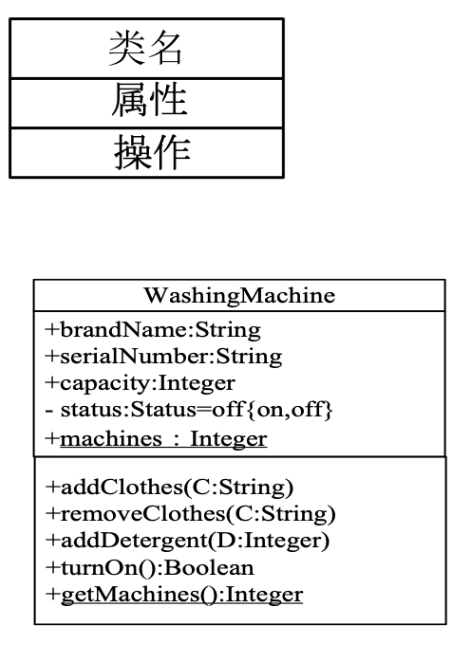 类名
属性
操作
WashingMachine
+brandName:String
+serialNumber:String
+capacity:Integer
- status:Status=off{on,off}
+machines : Integer
+addClothes(C:String)
+removeClothes(C:String)
+addDetergent(D:Integer)
+turnOn():Boolean
+getMachines():Integer